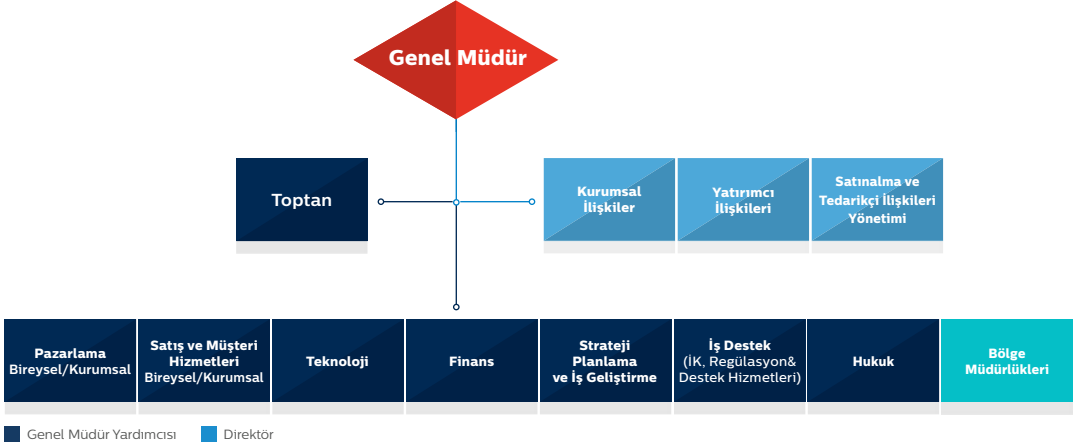 Genel Müdür
Toptan
Kurumsal
İlişkiler
Yatırımcı
İlişkileri
Satınalma ve
Tedarikçi İlişkileri
Yönetimi
Pazarlama
Bireysel/Kurumsal
Satış ve Müşteri
Hizmetleri
Bireysel/Kurumsal
Teknoloji
Finans
Strateji
Planlama
ve İş Geliştirme
İş Destek
(İK, Regülasyon&
Destek Hizmetleri)
Hukuk
Bölge
Müdürlükleri
Genel Müdür Yardımcısı
Direktör